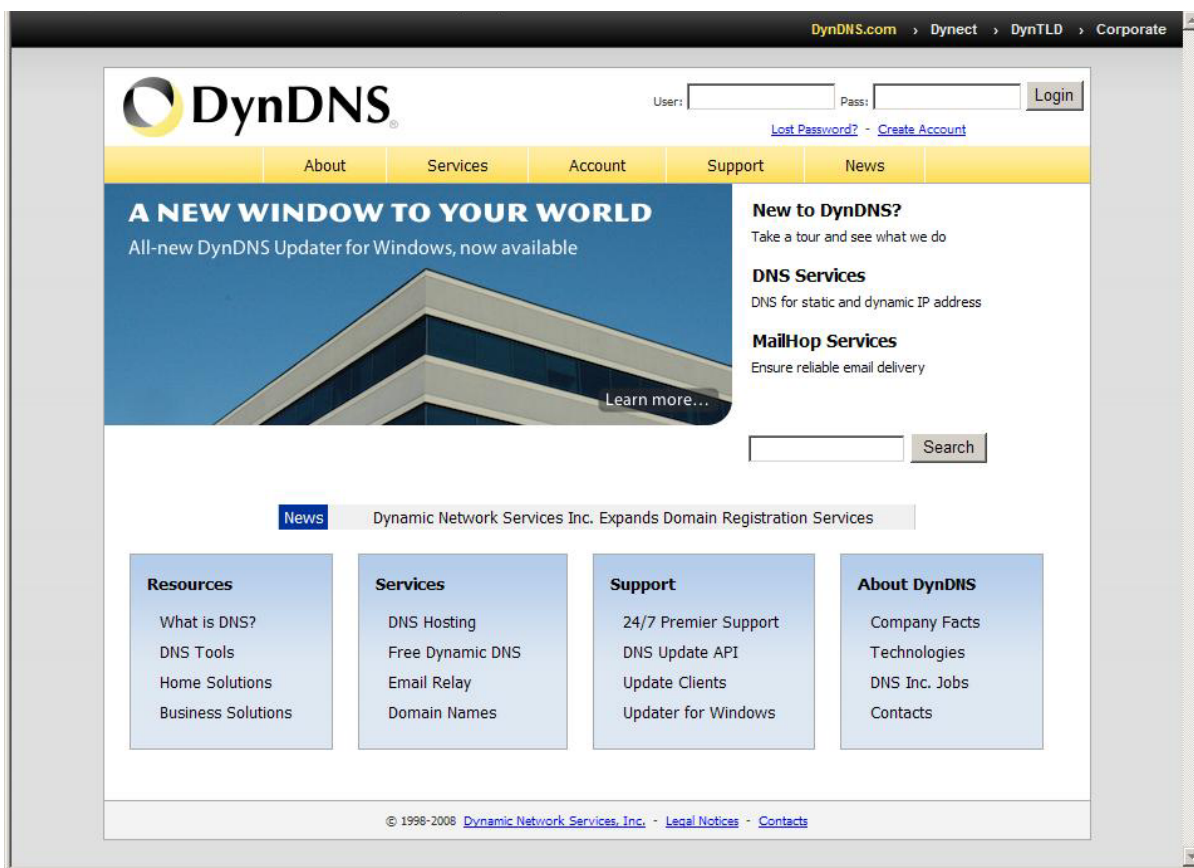 DynDNS.com › Dynect › DynTLD › Corporate
DynDNS®
User: Pass: Login
Lost Password? - Create Account
About Services Account Support News
A NEW WINDOW TO YOUR WORLD
All-new DynDNS Updater for Windows, now available
Learn more...
New to DynDNS?
Take a tour and see what we do
DNS Services
DNS for static and dynamic IP address
MailHop Services
Ensure reliable email delivery
Search
News Dynamic Network Services Inc. Expands Domain Registration Services
Resources
What is DNS?
DNS Tools
Home Solutions
Business Solutions
Services
DNS Hosting
Free Dynamic DNS
Email Relay
Domain Names
Support
24/7 Premier Support
DNS Update API
Update Clients
Updater for Windows
About DynDNS
Company Facts
Technologies
DNS Inc. Jobs
Contacts
© 1998-2008 Dynamic Network Services, Inc. - Legal Notices - Contacts